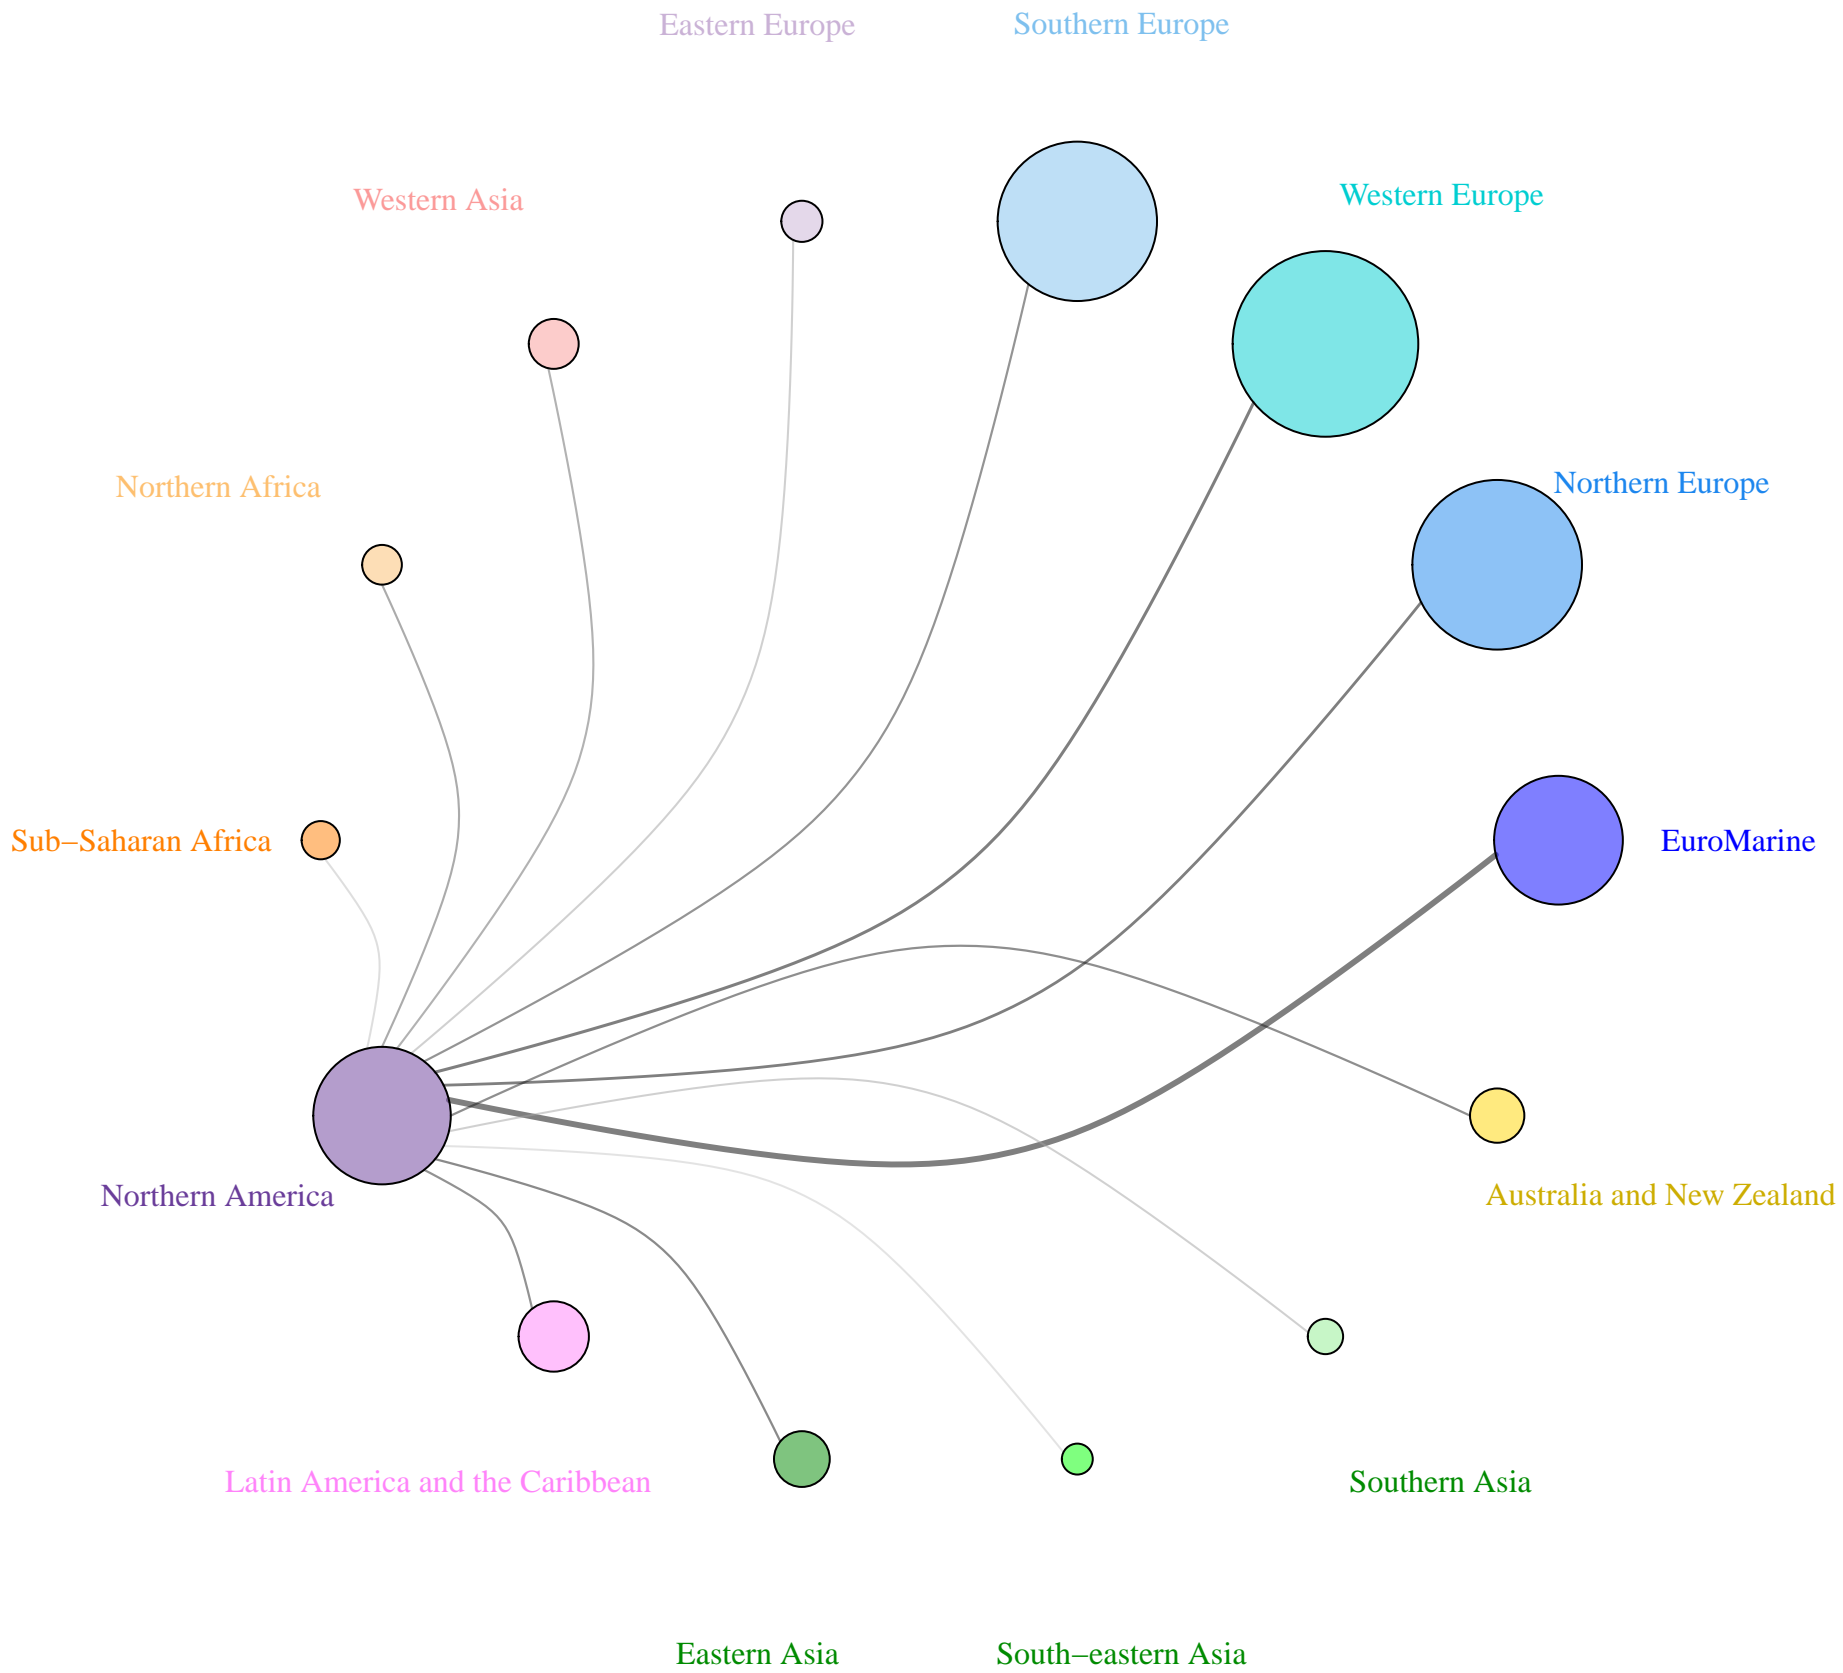 Eastern Europe
Southern Europe
Western Asia
Western Europe
Northern Africa
Northern Europe
Sub−Saharan Africa
EuroMarine
Northern America
Australia and New Zealand
Latin America and the Caribbean
Southern Asia
Eastern Asia
South−eastern Asia